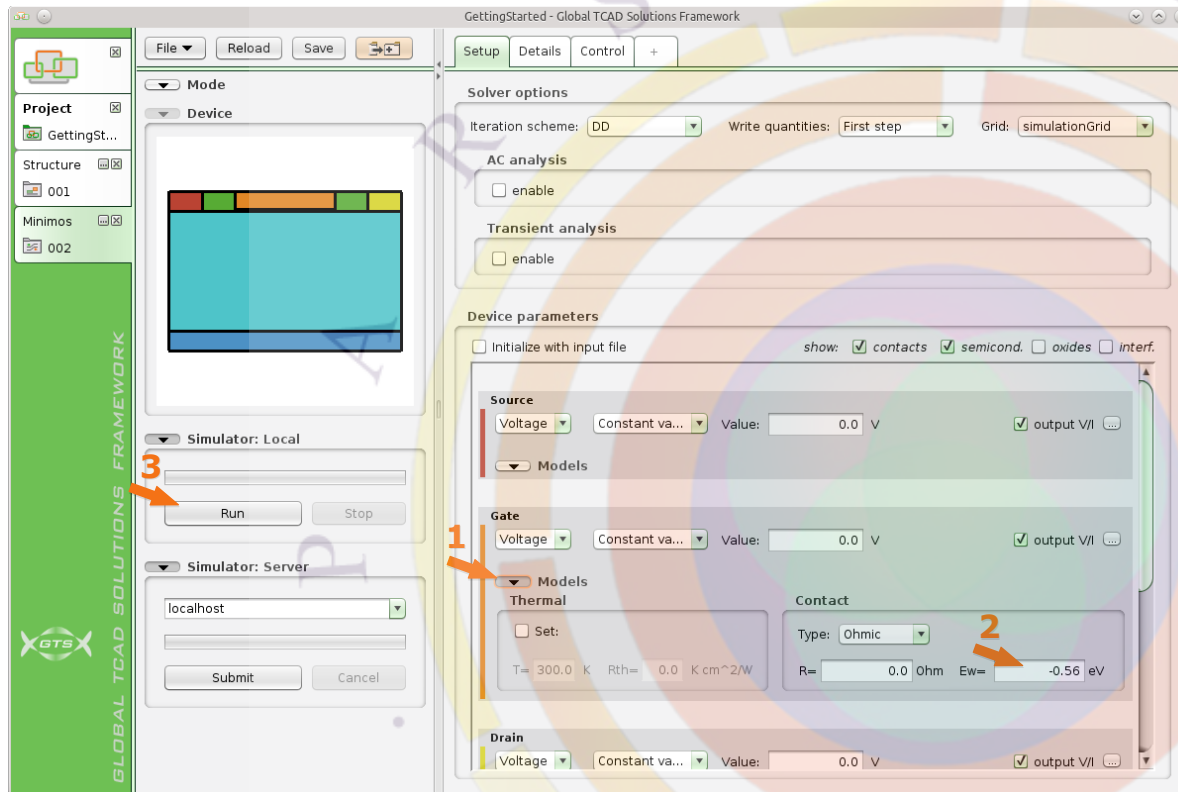 GettingStarted - Global TCAD Solutions Framework
File Reload Save
Setup Details Control +
Project
GettingSt...
Structure
001
Minimos
002
GLOBAL TCAD SOLUTIONS FRAMEWORK
GTS
Mode
Device
3
Simulator: Local
Run Stop
Simulator: Server
localhost
Submit Cancel
Solver options
Iteration scheme: DD Write quantities: First step Grid: simulationGrid
AC analysis
enable
Transient analysis
enable
Device parameters
Initialize with input file show: contacts semicond. oxides interf.
Source
Voltage Constant va... Value: 0.0 V output V/I ...
Models
Gate
1 Voltage Constant va... Value: 0.0 V output V/I ...
Models
Thermal Contact
Set: Type: Ohmic 2
T= 300.0 K Rth= 0.0 K cm^2/W R= 0.0 Ohm Ew= -0.56 eV
Drain
Voltage Constant va... Value: 0.0 V output V/I ...
. P A R S